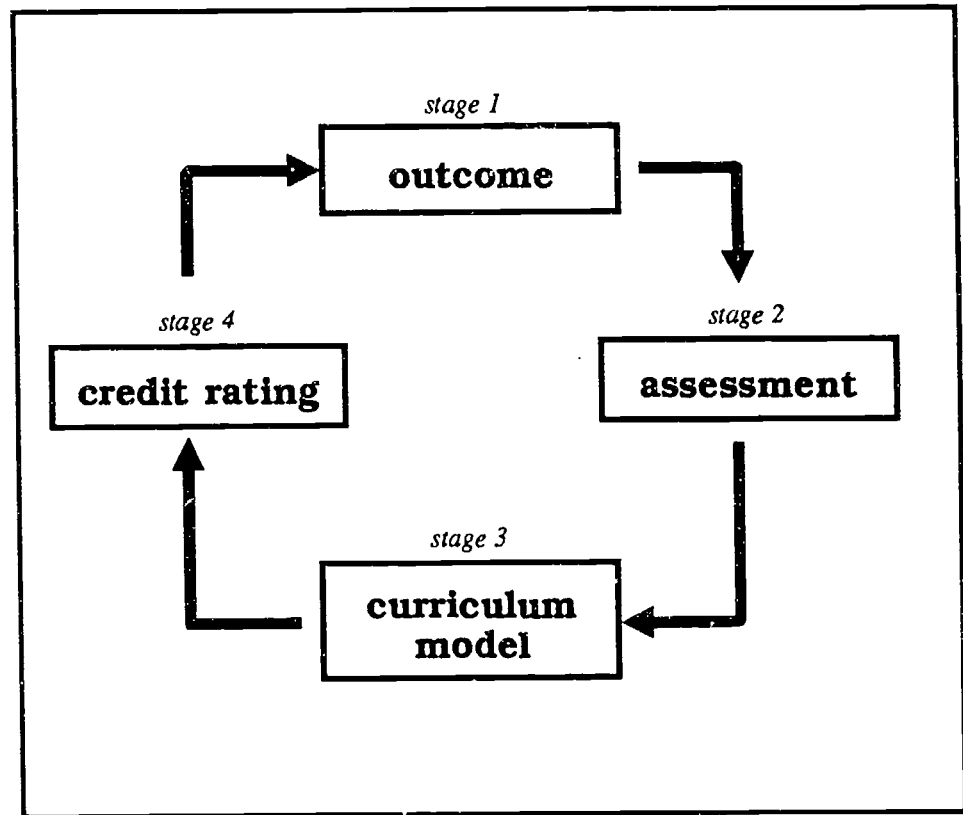 stage 1
outcome
stage 2
assessment
stage 3
curriculum
model
stage 4
credit rating